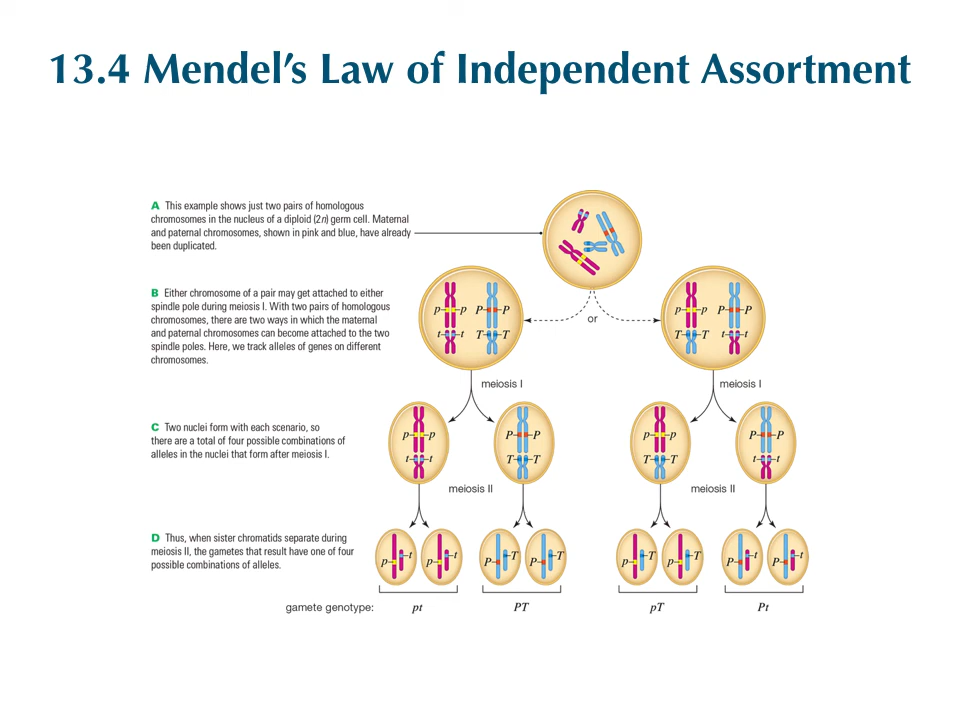 13.4 Mendel’s Law of Independent Assortment
A This example shows just two pairs of homologous
chromosomes in the nucleus of a diploid (2n) germ cell. Maternal
and paternal chromosomes, shown in pink and blue, have already
been duplicated.
B Either chromosome of a pair may get attached to either
spindle pole during meiosis I. With two pairs of homologous
chromosomes, there are two ways in which the maternal
and paternal chromosomes can become attached to the two
spindle poles. Here, we track alleles of genes on different
chromosomes.
p p P P
t t T T
or
p p P P
T T t t
meiosis I
meiosis I
C Two nuclei form with each scenario, so
there are a total of four possible combinations of
alleles in the nuclei that form after meiosis I.
p p P P p p P P
t t T T T T t t
meiosis II
meiosis II
D Thus, when sister chromatids separate during
meiosis II, the gametes that result have one of four
possible combinations of alleles.
t t T T T T t t
p p P P p p P P
gamete genotype: pt PT pT Pt